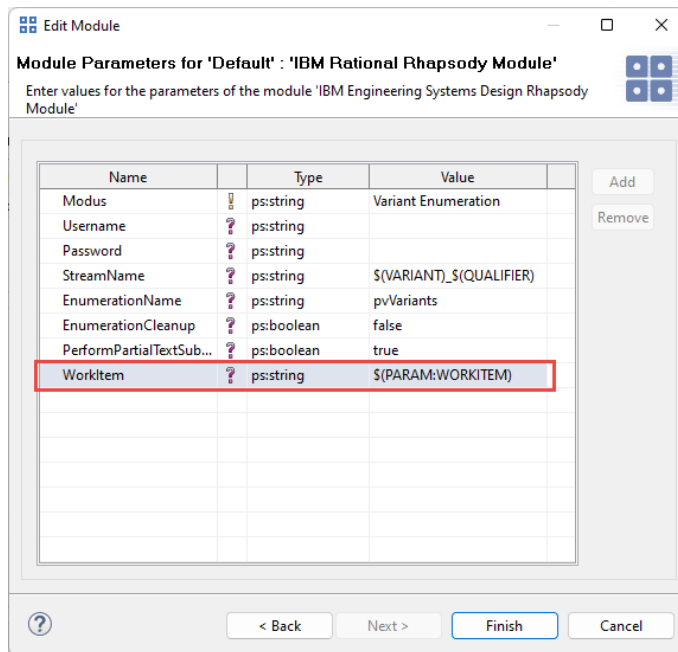 Edit Module
Module Parameters for 'Default' : 'IBM Rational Rhapsody Module'
Enter values for the parameters of the module 'IBM Engineering Systems Design Rhapsody
Module'
Name Type Value
Add
Modus ps:string Variant Enumeration
Remove
Username ps:string
Password ps:string
StreamName ps:string $(VARIANT)_$(QUALIFIER)
EnumerationName ps:string pvVariants
EnumerationCleanup ps:boolean false
PerformPartialTextSub... ps:boolean true
WorkItem ps:string $(PARAM:WORKITEM)
< Back Next > Finish Cancel